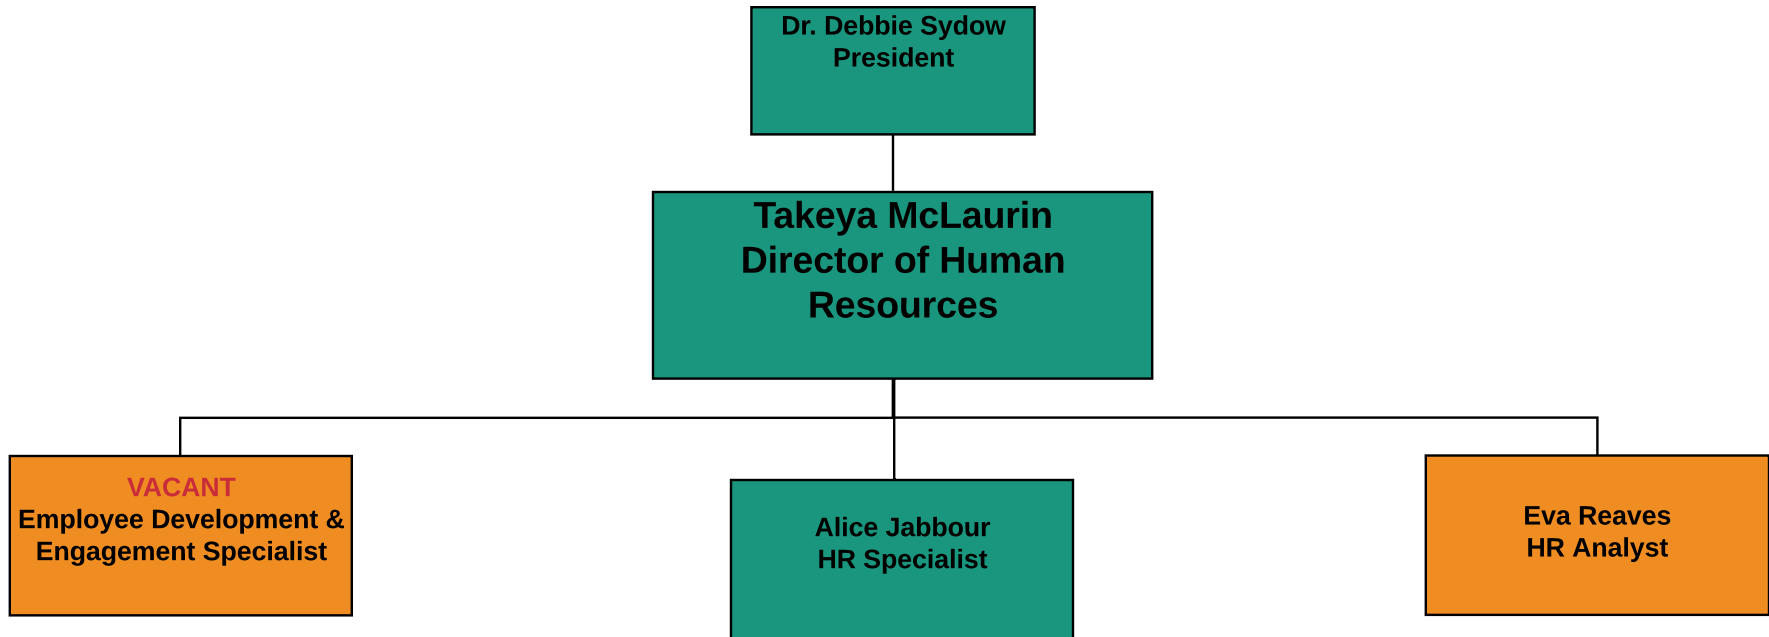 Dr. Debbie Sydow
President
Takeya McLaurin
Director of Human
Resources
VACANT
Employee Development &
Engagement Specialist
Alice Jabbour
HR Specialist
Eva Reaves
HR Analyst